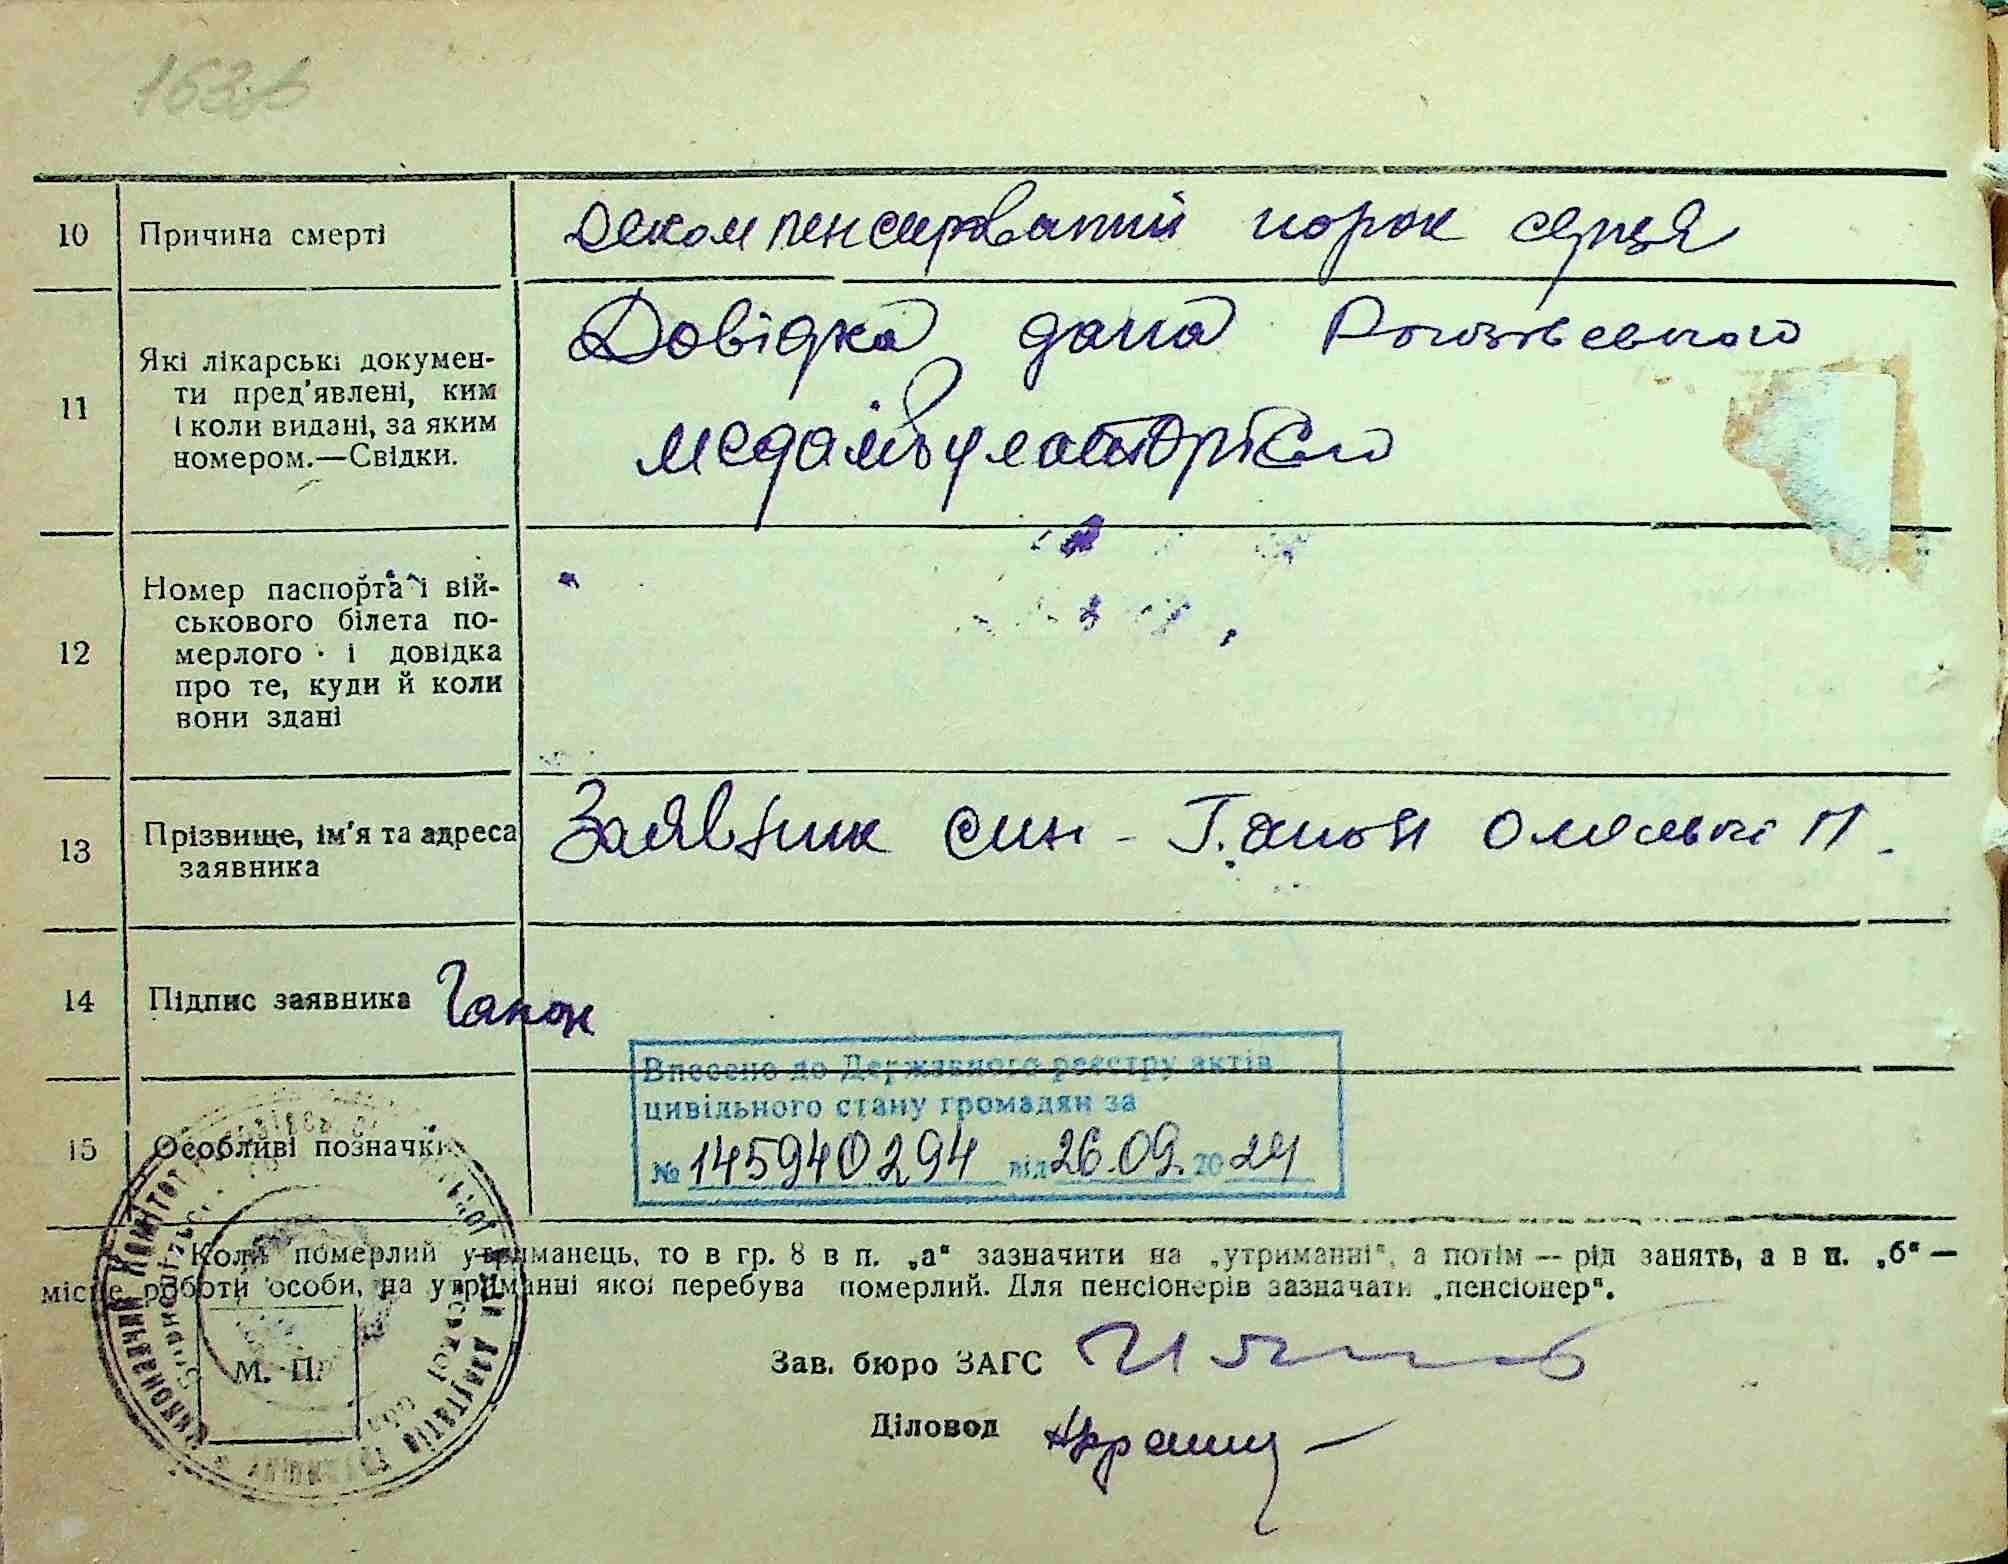 163 в
10 Причина смерті декомпенсированний порок серця
11 Які лікарські докумен-
ти пред'явлені, ким
і коли видані, за яким
номером.—Свідки.
Довідка дана
медамбулаторією
12 Номер паспорта і вій-
ськового білета по-
мерлого і довідка
про те, куди й коли
вони здані
13 Прізвище, ім'я та адреса
заявника
Заявник син - Гапон П.
14 Підпис заявника Гапон
Внесено до Державного реєстру актів
цивільного стану громадян за
№ 145940294 від 26.09.2024
15 Особливі позначки
Коли померлий утриманець, то в гр. 8 в п. „а“ зазначити на „утриманні“, а потім — рід занять, а в п. „б“ —
місце роботи особи, на утриманні якої перебува померлий. Для пенсіонерів зазначати „пенсіонер“.
М. П.
Зав. бюро ЗАГС
Діловод